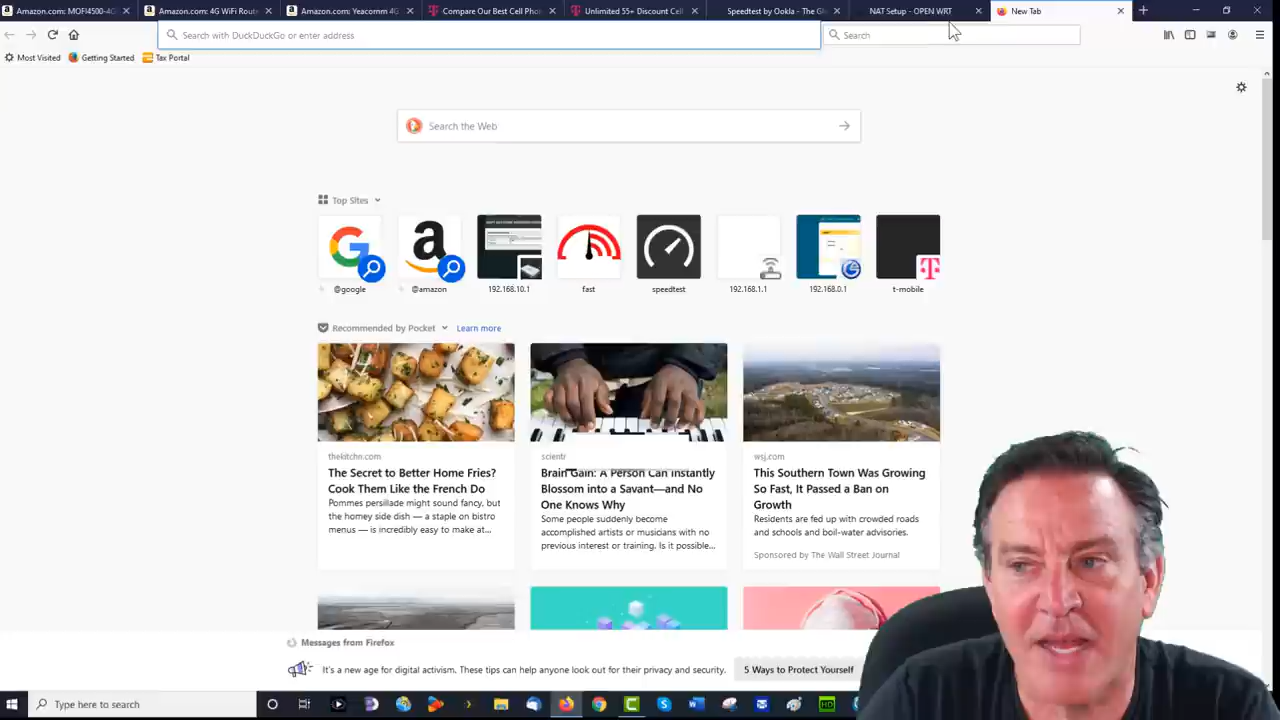 Amazon.com: MOFI4500-4G
Amazon.com: 4G WiFi Route
Amazon.com: Yeacomm 4G
Compare Our Best Cell Pho
Unlimited 55+ Discount Cell
Speedtest by Ookla - The Gl
NAT Setup - OPEN WRT
New Tab
Search with DuckDuckGo or enter address
Search
Most Visited
Getting Started
Tax Portal
Search the Web
Top Sites
@google
@amazon
192.168.10.1
fast
speedtest
192.168.1.1
192.168.0.1
t-mobile
Recommended by Pocket
Learn more
thekitchn.com
The Secret to Better Home Fries?
Cook Them Like the French Do
Pommes persillade might sound fancy, but
the homey side dish — a staple on bistro
menus — is incredibly easy to make at...
scientr
Brain Gain: A Person Can Instantly
Blossom into a Savant—and No
One Knows Why
Some people suddenly become
accomplished artists or musicians with no
previous interest or training. Is it possible...
wsj.com
This Southern Town Was Growing
So Fast, It Passed a Ban on
Growth
Residents are fed up with crowded roads
and schools and boil-water advisories.
Sponsored by The Wall Street Journal
Messages from Firefox
It's a new age for digital activism. These tips can help anyone look out for their privacy and security.
5 Ways to Protect Yourself
Type here to search
HD